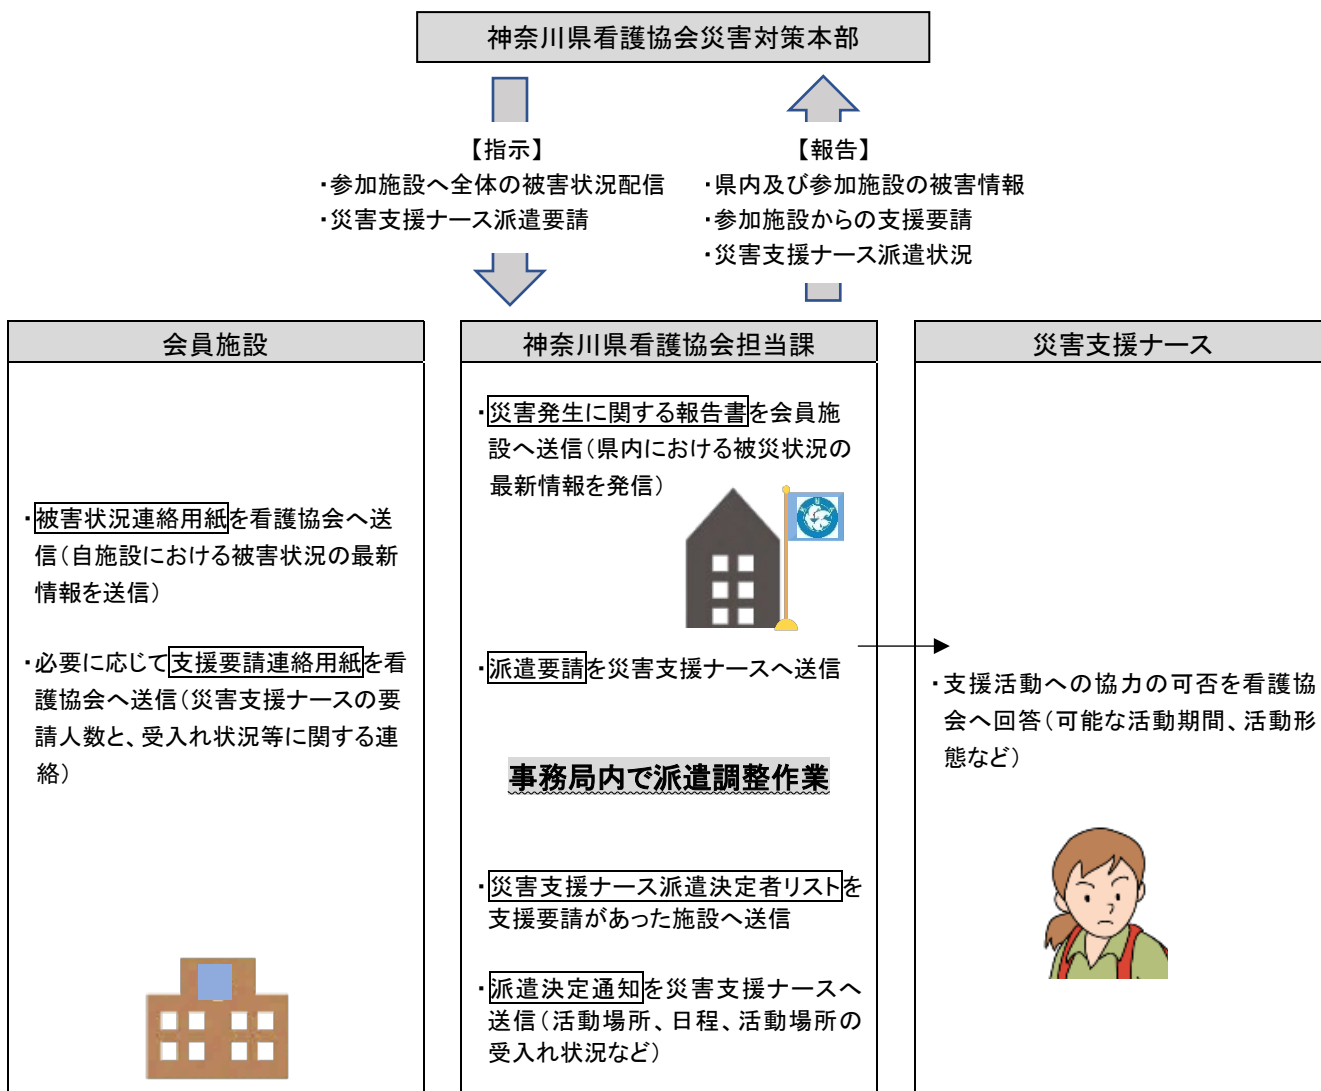 神奈川県看護協会災害対策本部
【指示】
・参加施設へ全体の被害状況配信
・災害支援ナース派遣要請
【報告】
・県内及び参加施設の被害情報
・参加施設からの支援要請
・災害支援ナース派遣状況
会員施設
・被害状況連絡用紙を看護協会へ送
信（自施設における被害状況の最新
情報を送信）
・必要に応じて支援要請連絡用紙を看
護協会へ送信（災害支援ナースの要
請人数と、受入れ状況等に関する連
絡）
神奈川県看護協会担当課
・災害発生に関する報告書を会員施
設へ送信（県内における被災状況の
最新情報を発信）
・派遣要請を災害支援ナースへ送信
事務局内で派遣調整作業
・災害支援ナース派遣決定者リストを
支援要請があった施設へ送信
・派遣決定通知を災害支援ナースへ
送信（活動場所、日程、活動場所の
受入れ状況など）
災害支援ナース
・支援活動への協力の可否を看護協
会へ回答（可能な活動期間、活動形
態など）